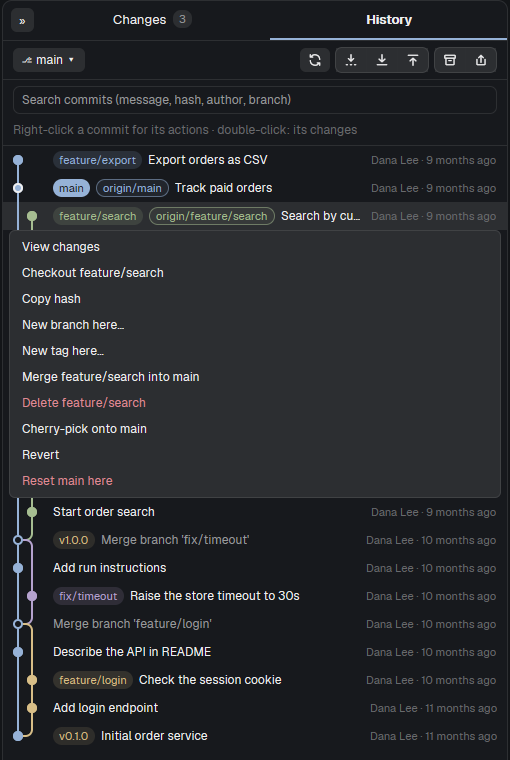 » Changes 3 History
main
Search commits (message, hash, author, branch)
Right-click a commit for its actions · double-click: its changes
feature/export Export orders as CSV Dana Lee · 9 months ago
main origin/main Track paid orders Dana Lee · 9 months ago
feature/search origin/feature/search Search by cu... Dana Lee · 9 months ago
View changes
Checkout feature/search
Copy hash
New branch here…
New tag here…
Merge feature/search into main
Delete feature/search
Cherry-pick onto main
Revert
Reset main here
Start order search Dana Lee · 9 months ago
v1.0.0 Merge branch 'fix/timeout' Dana Lee · 10 months ago
Add run instructions Dana Lee · 10 months ago
fix/timeout Raise the store timeout to 30s Dana Lee · 10 months ago
Merge branch 'feature/login' Dana Lee · 10 months ago
Describe the API in README Dana Lee · 10 months ago
feature/login Check the session cookie Dana Lee · 10 months ago
Add login endpoint Dana Lee · 11 months ago
v0.1.0 Initial order service Dana Lee · 11 months ago